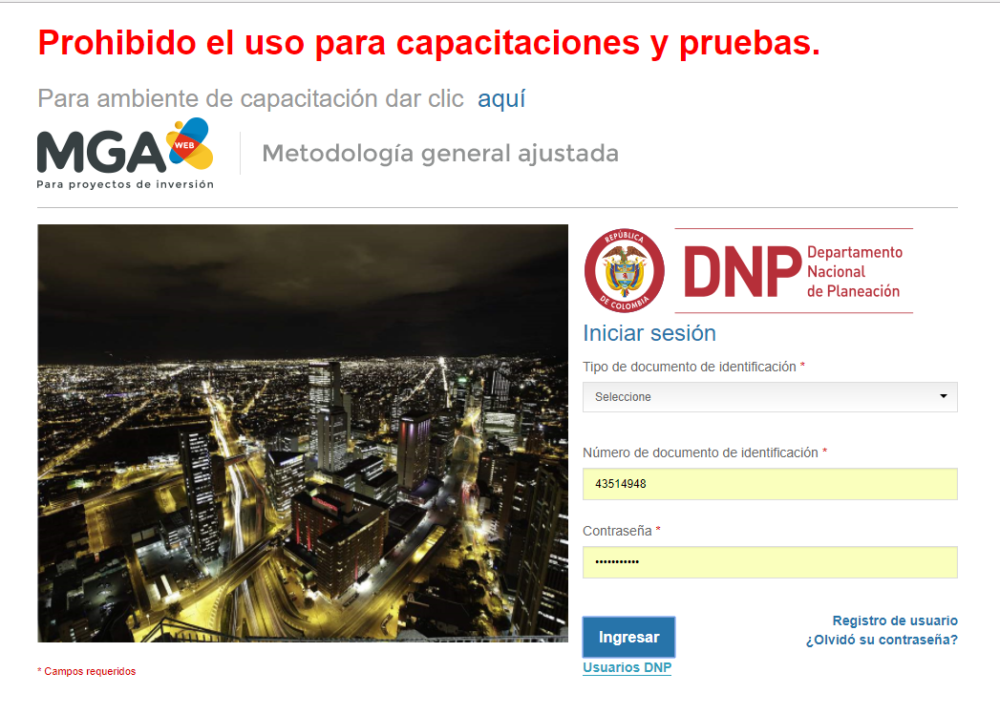 Prohibido el uso para capacitaciones y pruebas.
Para ambiente de capacitación dar clic aquí
MGA WEB
Para proyectos de inversión
Metodología general ajustada
REPÚBLICA DE COLOMBIA
DNP
Departamento
Nacional
de Planeación
Iniciar sesión
Tipo de documento de identificación *
Seleccione
Número de documento de identificación *
43514948
Contraseña *
•••••••••••
Ingresar
Registro de usuario
¿Olvidó su contraseña?
Usuarios DNP
* Campos requeridos